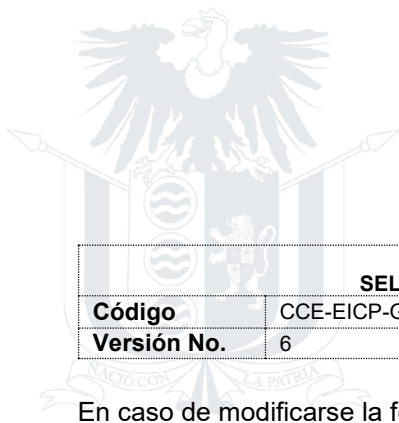 SEL
Código CCE-EICP-G
Versión No. 6
NACIÓ CON LA PATRIA
En caso de modificarse la f